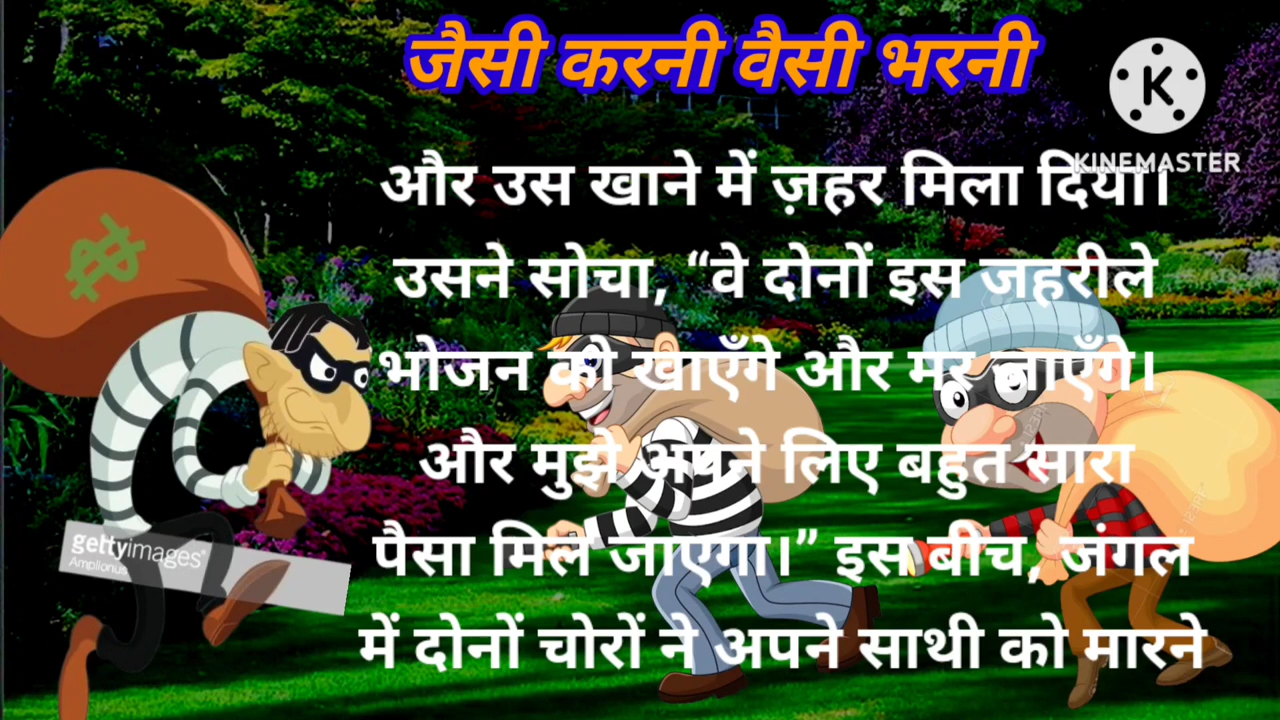 जैसी करनी वैसी भरनी
K
KINEMASTER
और उस खाने में ज़हर मिला दिया।
उसने सोचा, “वे दोनों इस जहरीले
भोजन को खाएँगे और मर जाएँगे।
और मुझे अपने लिए बहुत सारा
पैसा मिल जाएगा।” इस बीच, जंगल
में दोनों चोरों ने अपने साथी को मारने
gettyimages®
Amplionus